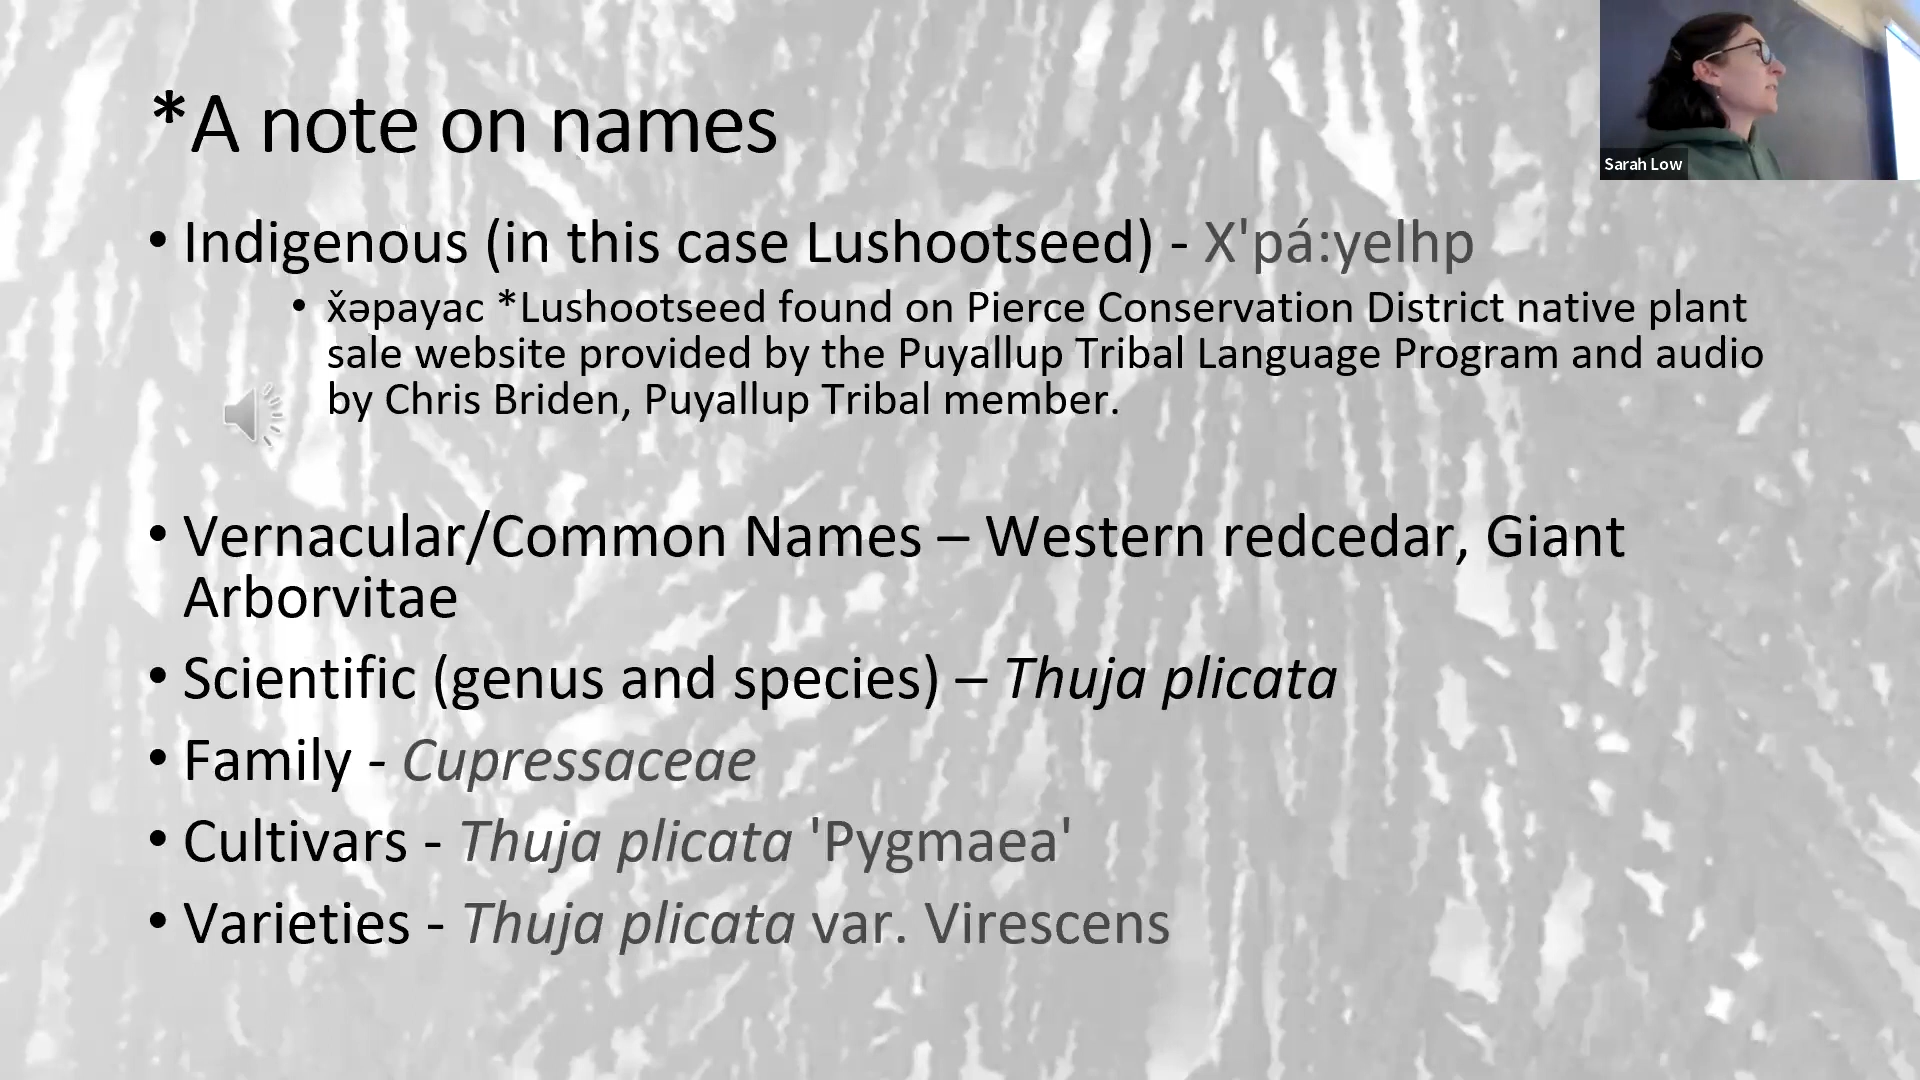 *A note on names
Sarah Low
• Indigenous (in this case Lushootseed) - X'pá:yelhp
• x̌əpayac *Lushootseed found on Pierce Conservation District native plant
sale website provided by the Puyallup Tribal Language Program and audio
by Chris Briden, Puyallup Tribal member.
• Vernacular/Common Names – Western redcedar, Giant
Arborvitae
• Scientific (genus and species) – Thuja plicata
• Family - Cupressaceae
• Cultivars - Thuja plicata 'Pygmaea'
• Varieties - Thuja plicata var. Virescens